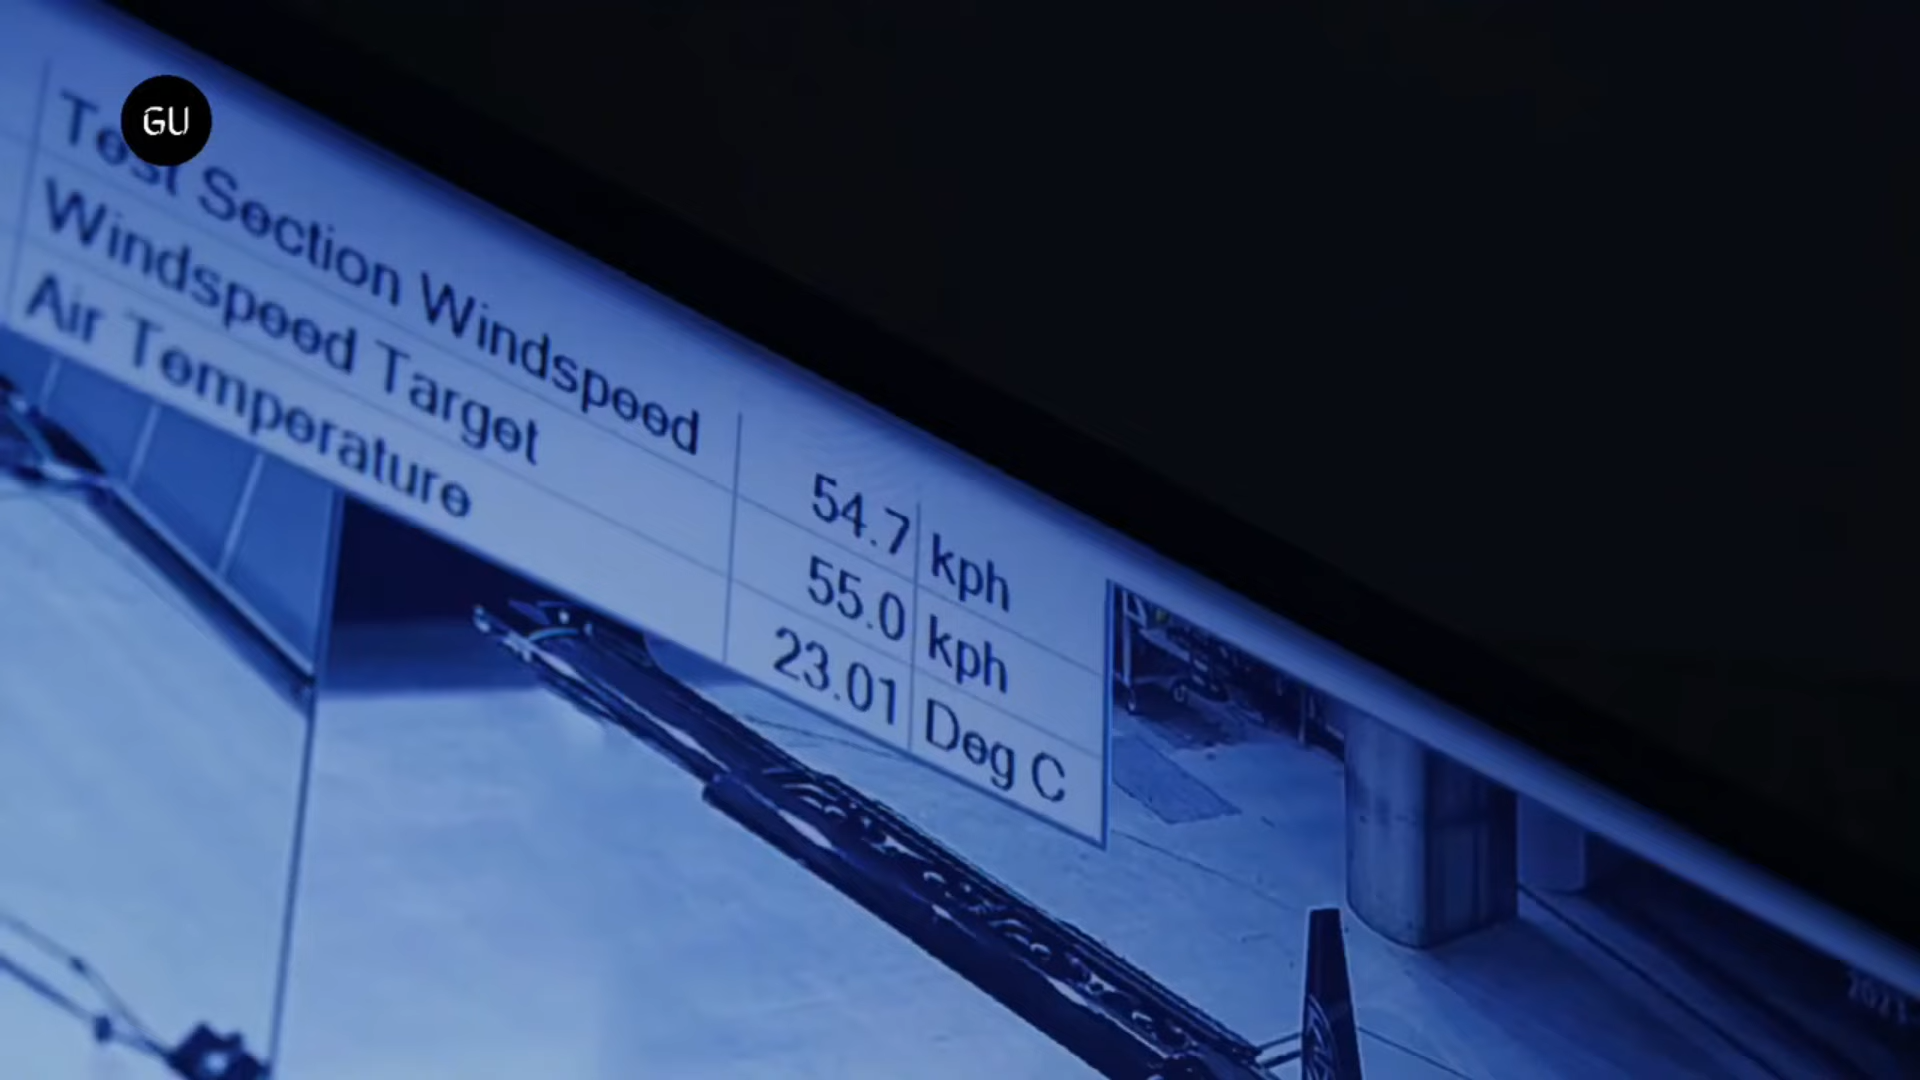 GU
Test Section Windspeed 54.7 kph
Windspeed Target 55.0 kph
Air Temperature 23.01 Deg C